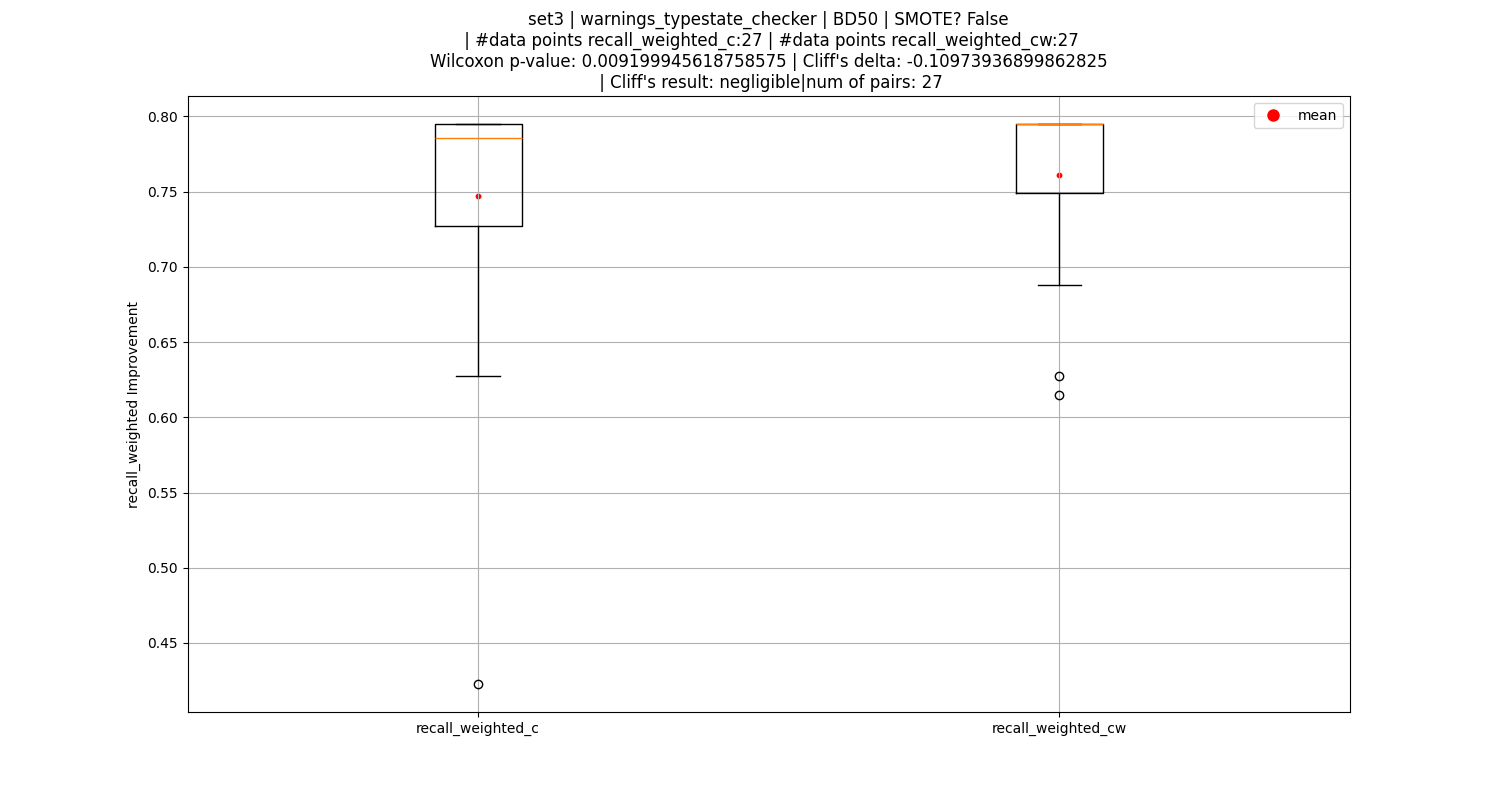 set3 | warnings_typestate_checker | BD50 | SMOTE? False
| #data points recall_weighted_c:27 | #data points recall_weighted_cw:27
Wilcoxon p-value: 0.009199945618758575 | Cliff's delta: -0.10973936899862825
| Cliff's result: negligible|num of pairs: 27
mean
0.80
0.75
0.70
0.65
0.60
0.55
0.50
0.45
recall_weighted Improvement
recall_weighted_c
recall_weighted_cw